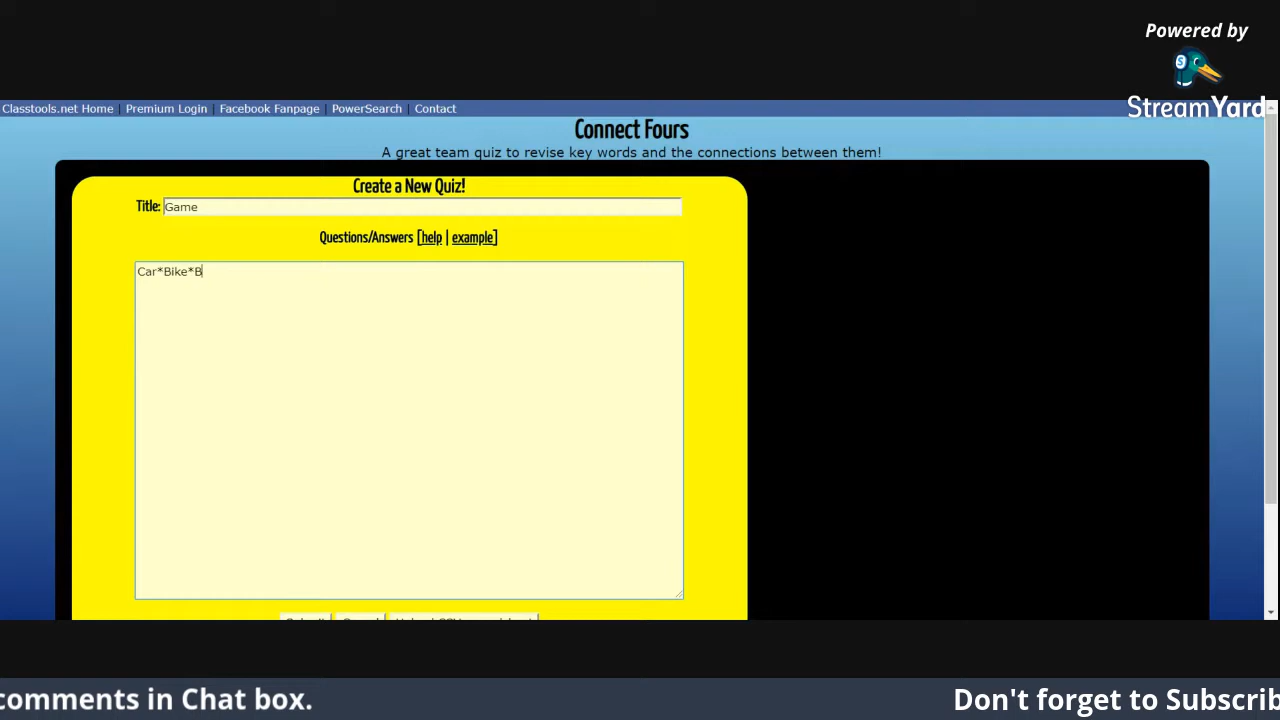 Powered by
StreamYard
Classtools.net Home | Premium Login | Facebook Fanpage | PowerSearch | Contact
Connect Fours
A great team quiz to revise key words and the connections between them!
Create a New Quiz!
Title: Game
Questions/Answers [help | example]
Car*Bike*B
comments in Chat box.
Don't forget to Subscrib